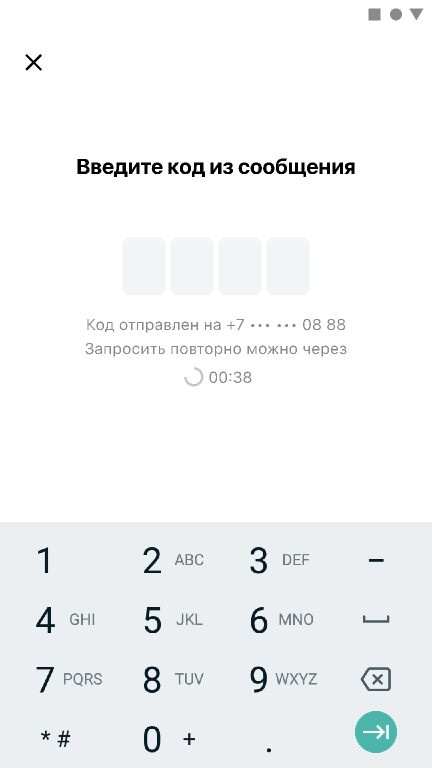 Введите код из сообщения
Код отправлен на +7 ••• ••• 08 88
Запросить повторно можно через
00:38
1 2 ABC 3 DEF –
4 GHI 5 JKL 6 MNO
7 PQRS 8 TUV 9 WXYZ
* # 0 + .